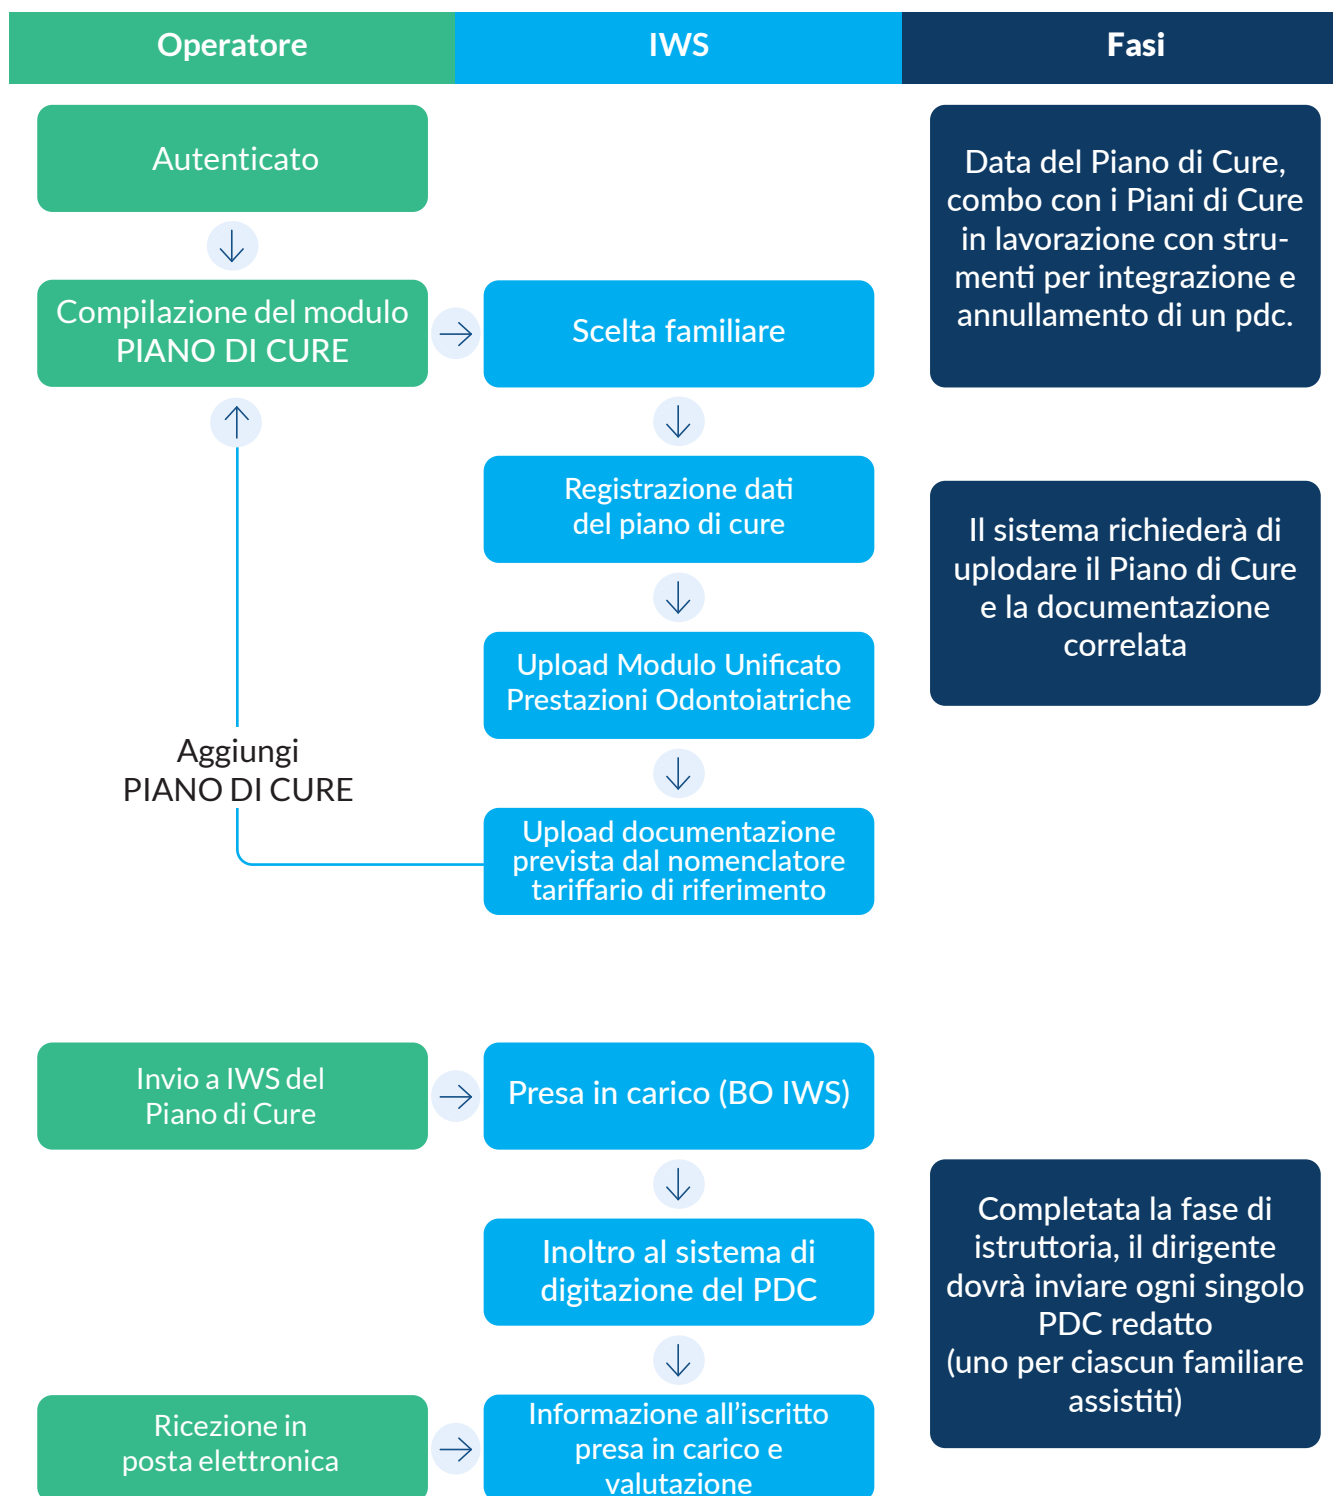 Operatore
IWS
Fasi
Autenticato
Data del Piano di Cure,
combo con i Piani di Cure
in lavorazione con stru-
menti per integrazione e
annullamento di un pdc.
Compilazione del modulo
PIANO DI CURE
Scelta familiare
Registrazione dati
del piano di cure
Il sistema richiederà di
uplodare il Piano di Cure
e la documentazione
correlata
Upload Modulo Unificato
Prestazioni Odontoiatriche
Aggiungi
PIANO DI CURE
Upload documentazione
prevista dal nomenclatore
tariffario di riferimento
Invio a IWS del
Piano di Cure
Presa in carico (BO IWS)
Inoltro al sistema di
digitazione del PDC
Completata la fase di
istruttoria, il dirigente
dovrà inviare ogni singolo
PDC redatto
(uno per ciascun familiare
assistiti)
Ricezione in
posta elettronica
Informazione all'iscritto
presa in carico e
valutazione